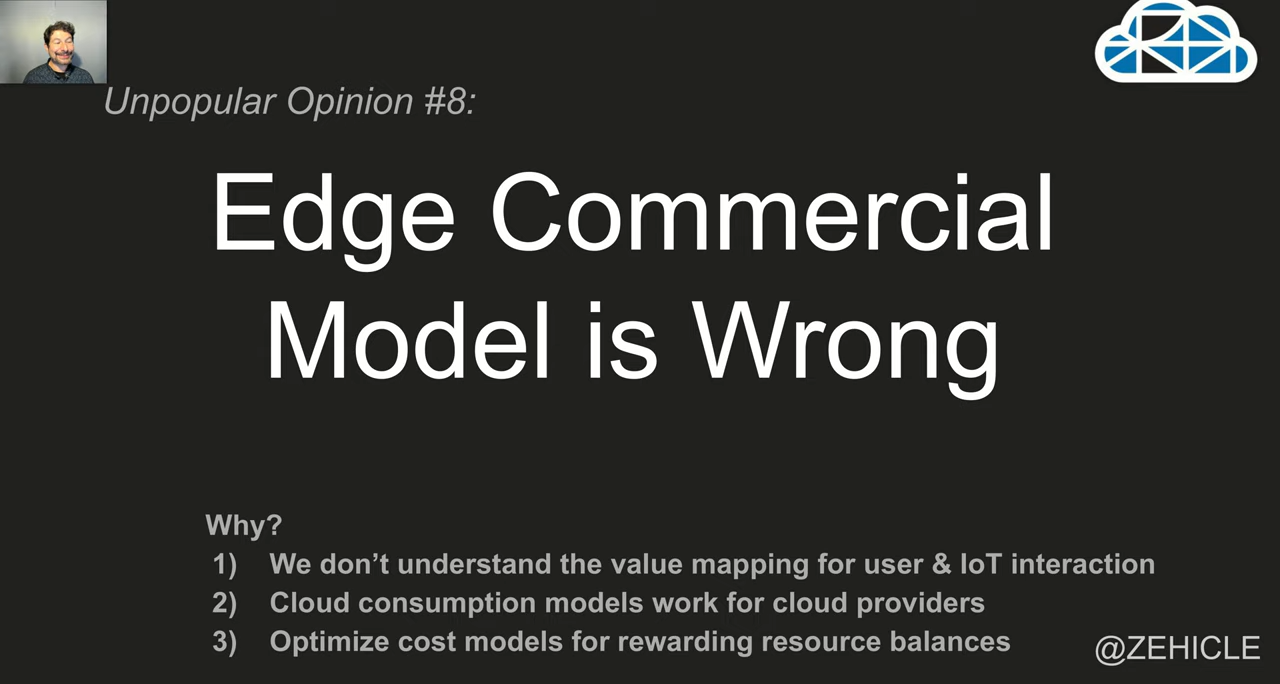 Unpopular Opinion #8:
Edge Commercial
Model is Wrong
Why?
1) We don’t understand the value mapping for user & IoT interaction
2) Cloud consumption models work for cloud providers
3) Optimize cost models for rewarding resource balances
@ZEHICLE